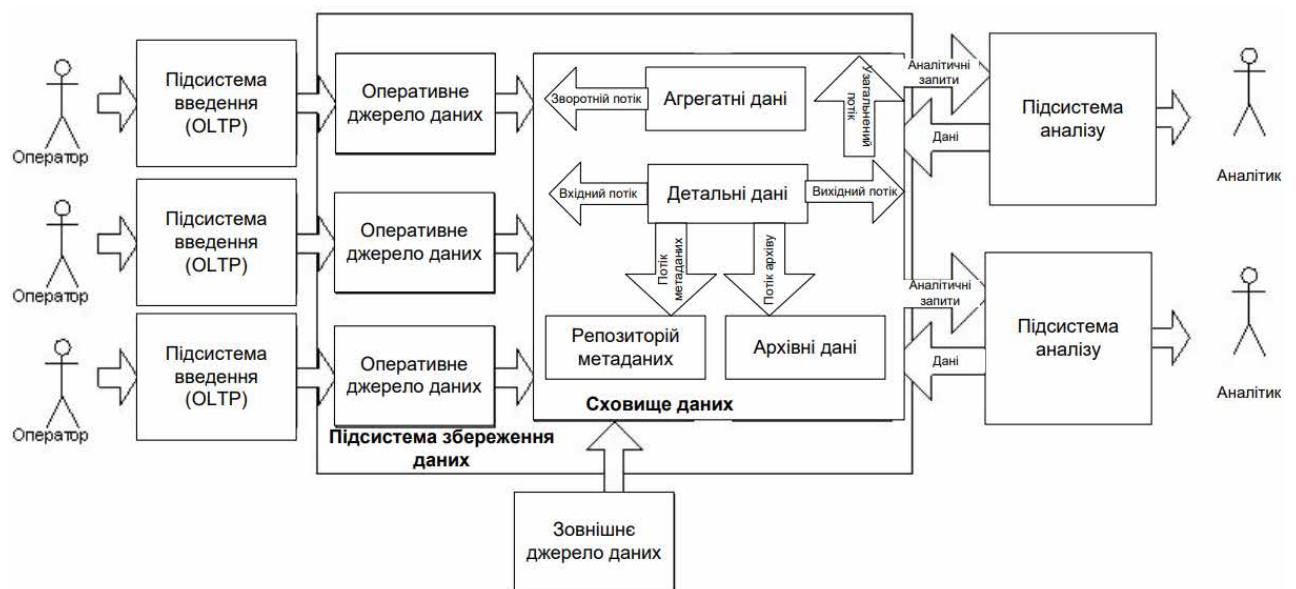 Оператор
Підсистема
введення
(OLTP)
Оперативне
джерело даних
Зворотній потік
Агрегатні дані
Узагальнений
потік
Аналітичні
запити
Дані
Підсистема
аналізу
Аналітик
Оператор
Підсистема
введення
(OLTP)
Оперативне
джерело даних
Вхідний потік
Детальні дані
Вихідний потік
Потік
метаданих
Потік архіву
Аналітичні
запити
Дані
Підсистема
аналізу
Аналітик
Оператор
Підсистема
введення
(OLTP)
Оперативне
джерело даних
Репозиторій
метаданих
Архівні дані
Сховище даних
Підсистема збереження
даних
Зовнішнє
джерело даних